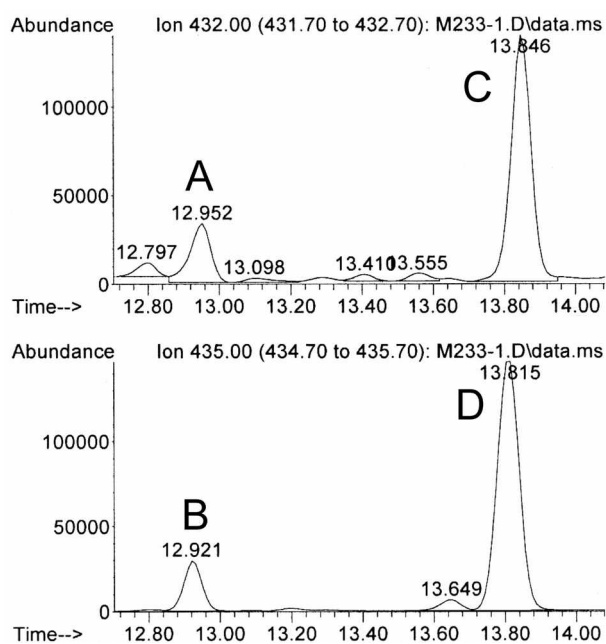 Abundance Ion 432.00 (431.70 to 432.70): M233-1.D\data.ms
13.846
C
100000
A
50000
12.952
12.797
13.098
13.410
13.555
0
Time--> 12.80 13.00 13.20 13.40 13.60 13.80 14.00
Abundance Ion 435.00 (434.70 to 435.70): M233-1.D\data.ms
13.815
D
100000
B
50000
12.921
13.649
0
Time--> 12.80 13.00 13.20 13.40 13.60 13.80 14.00